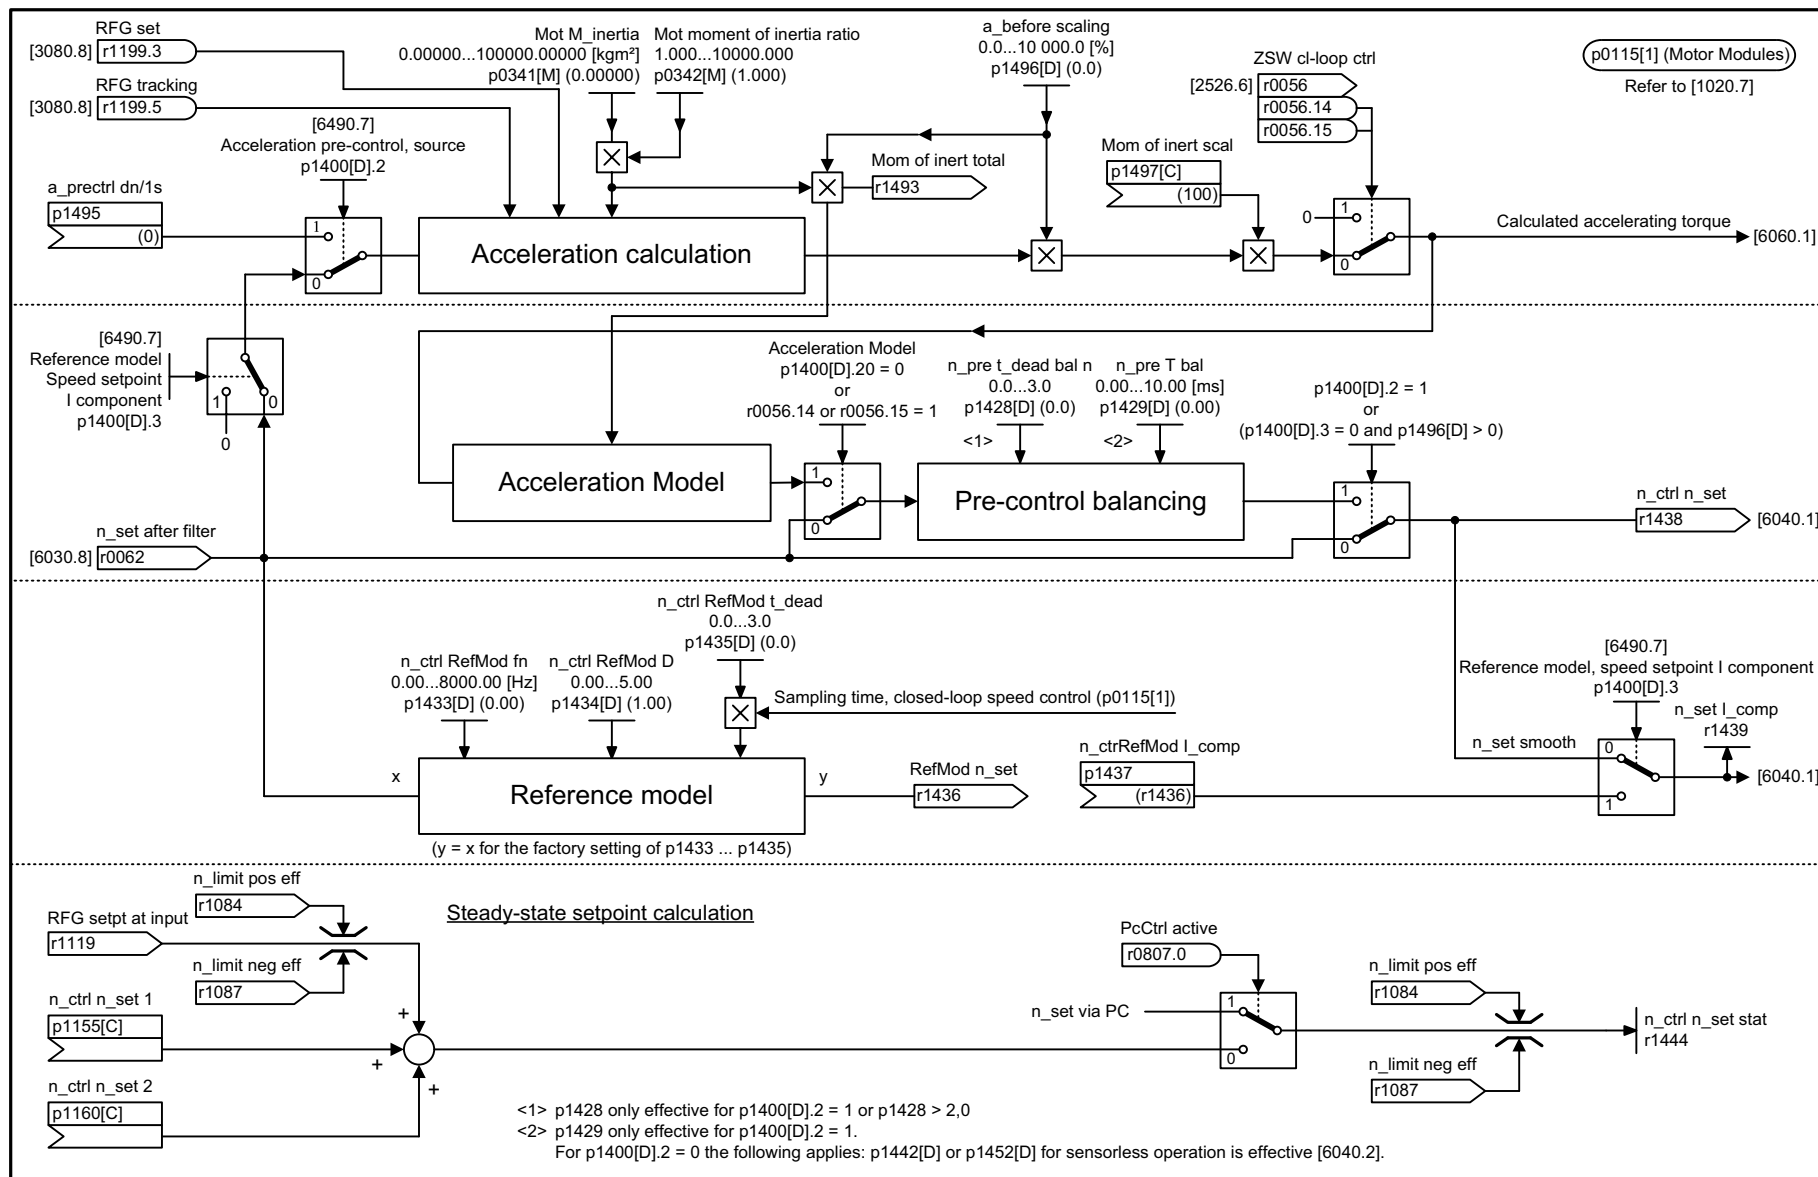 RFG set
[3080.8] r1199.3
RFG tracking
[3080.8] r1199.5
Mot M_inertia
0.00000...100000.00000 [kgm²]
p0341[M] (0.00000)
Mot moment of inertia ratio
1.000...10000.000
p0342[M] (1.000)
a_before scaling
0.0...10 000.0 [%]
p1496[D] (0.0)
ZSW cl-loop ctrl
[2526.6] r0056
r0056.14
r0056.15
p0115[1] (Motor Modules)
Refer to [1020.7]
[6490.7]
Acceleration pre-control, source
p1400[D].2
a_prectrl dn/1s
p1495
(0)
1
0
Acceleration calculation
Mom of inert total
r1493
Mom of inert scal
p1497[C]
(100)
0
1
0
Calculated accelerating torque
[6060.1]
[6490.7]
Reference model
Speed setpoint
I component
p1400[D].3
1
0
0
Acceleration Model
p1400[D].20 = 0
or
r0056.14 or r0056.15 = 1
n_pre t_dead bal n
0.0...3.0
p1428[D] (0.0)
<1>
n_pre T bal
0.00...10.00 [ms]
p1429[D] (0.00)
<2>
p1400[D].2 = 1
or
(p1400[D].3 = 0 and p1496[D] > 0)
Acceleration Model
1
0
Pre-control balancing
1
0
n_ctrl n_set
r1438
[6040.1]
n_set after filter
[6030.8] r0062
n_ctrl RefMod t_dead
0.0...3.0
p1435[D] (0.0)
n_ctrl RefMod fn
0.00...8000.00 [Hz]
p1433[D] (0.00)
n_ctrl RefMod D
0.00...5.00
p1434[D] (1.00)
Sampling time, closed-loop speed control (p0115[1])
[6490.7]
Reference model, speed setpoint I component
p1400[D].3
n_set I_comp
r1439
n_set smooth
0
1
[6040.1]
x
Reference model
y
RefMod n_set
r1436
n_ctrRefMod I_comp
p1437
(r1436)
(y = x for the factory setting of p1433 ... p1435)
Steady-state setpoint calculation
n_limit pos eff
r1084
RFG setpt at input
r1119
n_limit neg eff
r1087
n_ctrl n_set 1
p1155[C]
+
+
+
n_ctrl n_set 2
p1160[C]
PcCtrl active
r0807.0
n_set via PC
1
0
n_limit pos eff
r1084
n_limit neg eff
r1087
n_ctrl n_set stat
r1444
<1> p1428 only effective for p1400[D].2 = 1 or p1428 > 2,0
<2> p1429 only effective for p1400[D].2 = 1.
For p1400[D].2 = 0 the following applies: p1442[D] or p1452[D] for sensorless operation is effective [6040.2].